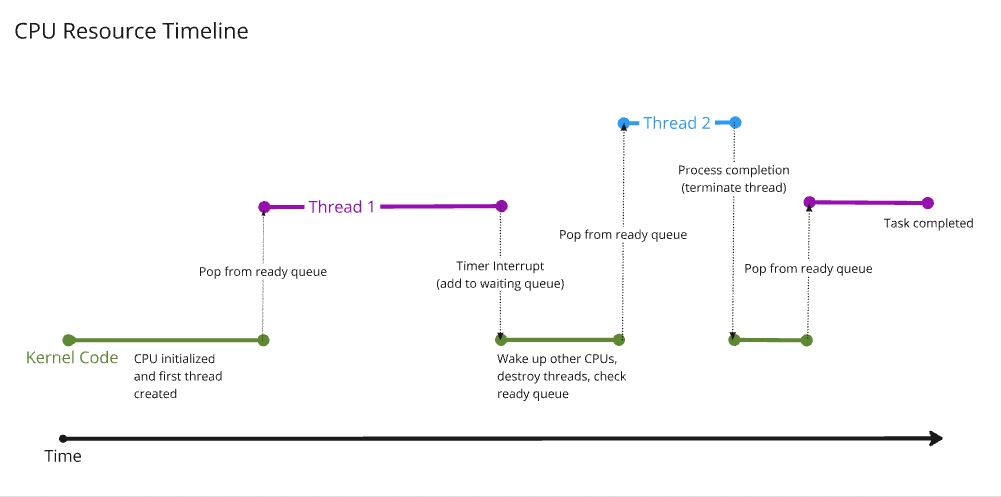 CPU Resource Timeline
Thread 2
Process completion
(terminate thread)
Thread 1
Task completed
Pop from ready queue
Pop from ready queue
Timer Interrupt
(add to waiting queue)
Pop from ready queue
Kernel Code
CPU initialized
and first thread
created
Wake up other CPUs,
destroy threads, check
ready queue
Time